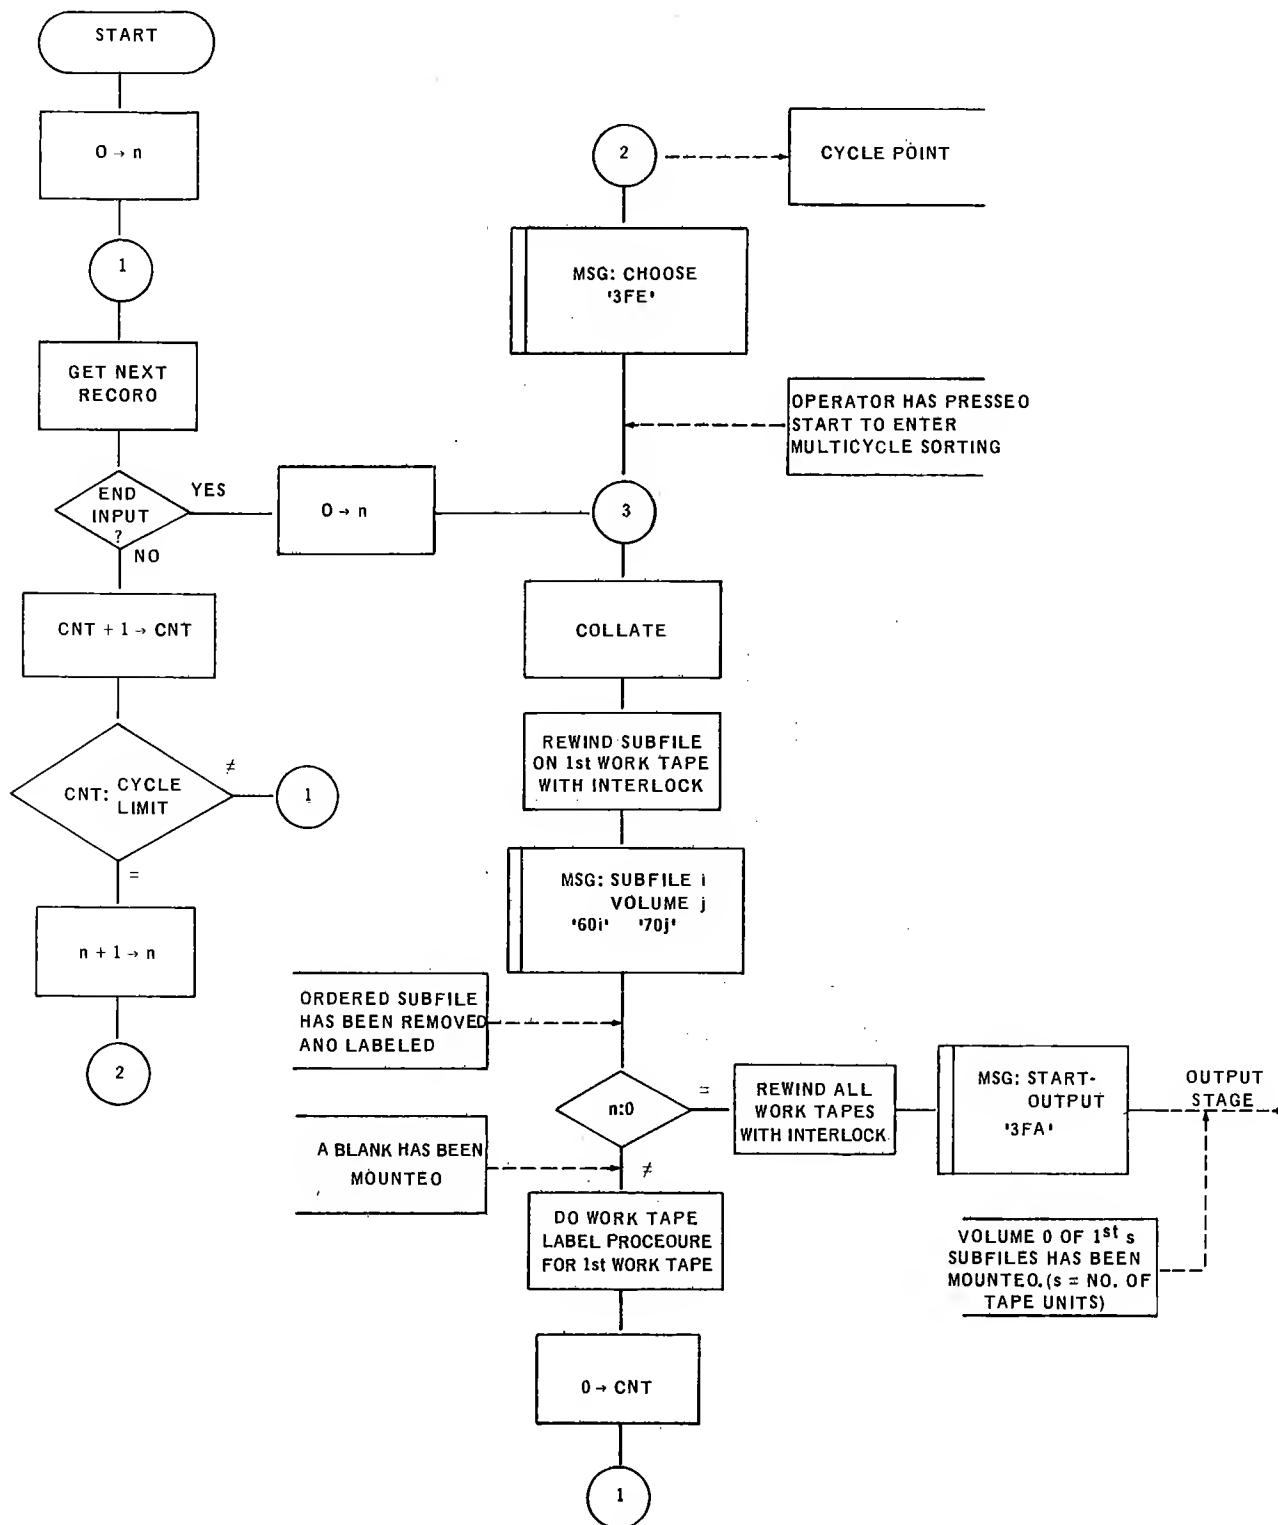 START
O → n
1
GET NEXT
RECORO
END
INPUT
?
YES
NO
O → n
CNT + 1 → CNT
CNT: CYCLE
LIMIT
≠
1
=
n + 1 → n
2
2
CYCLE POINT
MSG: CHOOSE
'3FE'
OPERATOR HAS PRESSEO
START TO ENTER
MULTICYCLE SORTING
3
COLLATE
REWIND SUBFILE
ON 1st WORK TAPE
WITH INTERLOCK
MSG: SUBFILE i
VOLUME j
'60i' '70j'
ORDERED SUBFILE
HAS BEEN REMOVED
ANO LABELED
n:0
=
≠
REWIND ALL
WORK TAPES
WITH INTERLOCK
MSG: START-
OUTPUT
'3FA'
OUTPUT
STAGE
A BLANK HAS BEEN
MOUNTEO
DO WORK TAPE
LABEL PROCEOURE
FOR 1st WORK TAPE
VOLUME 0 OF 1st s
SUBFILES HAS BEEN
MOUNTEO. (s = NO. OF
TAPE UNITS)
0 → CNT
1